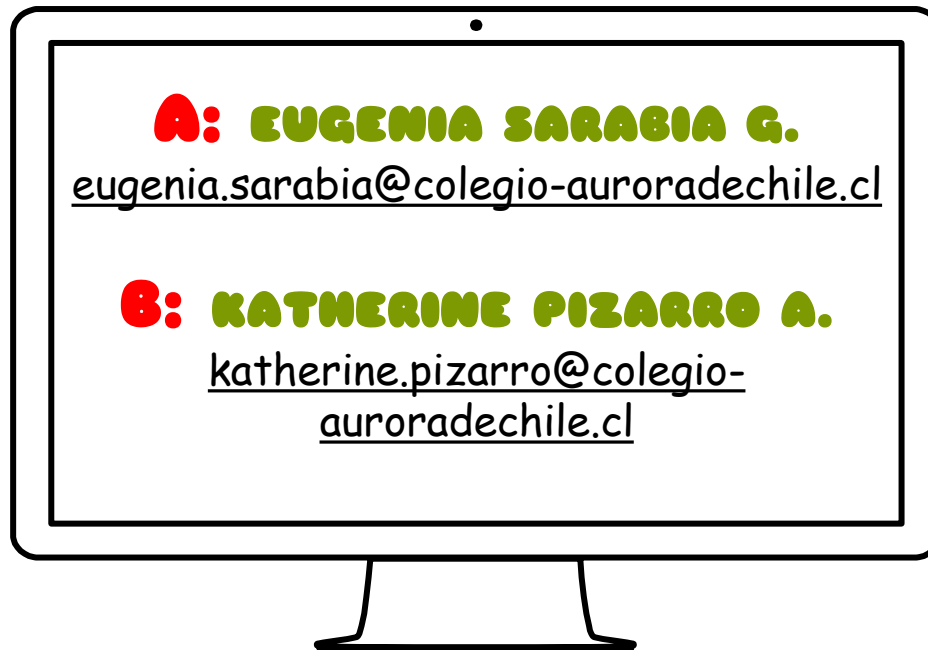 A: EUGENIA SARABIA G.
eugenia.sarabia@colegio-auroradechile.cl
B: KATHERINE PIZARRO A.
katherine.pizarro@colegio-
auroradechile.cl